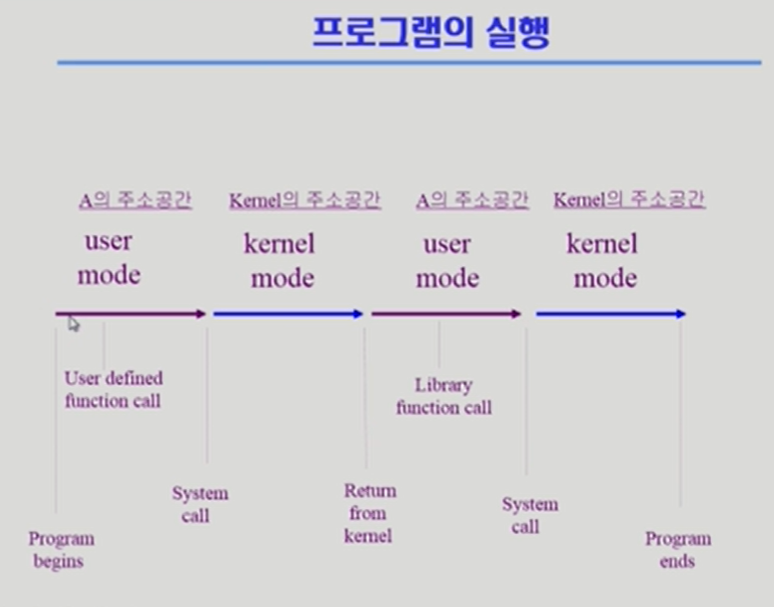 프로그램의 실행
A의 주소공간
Kernel의 주소공간
A의 주소공간
Kernel의 주소공간
user
mode
kernel
mode
user
mode
kernel
mode
User defined
function call
Library
function call
System
call
Return
from
kernel
System
call
Program
begins
Program
ends